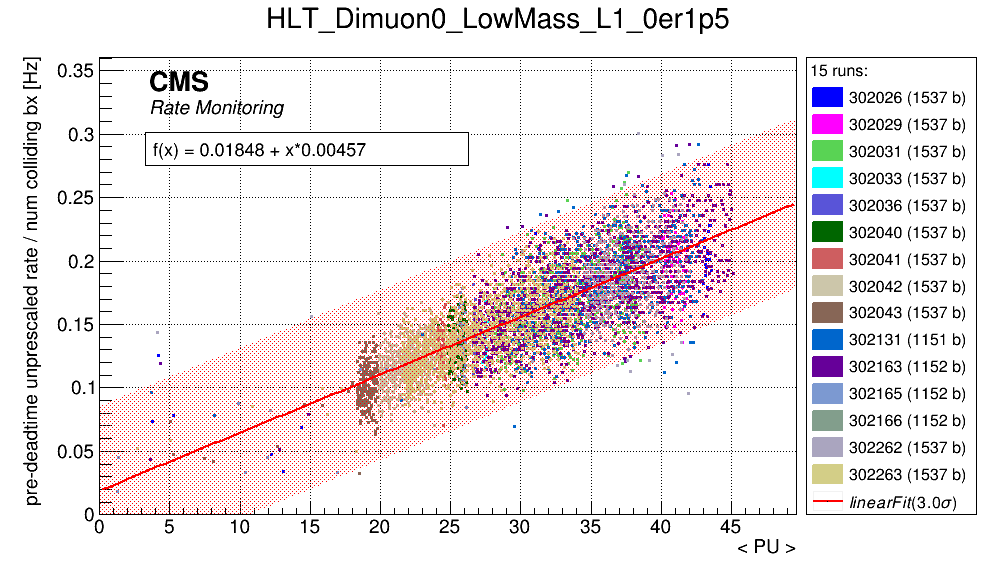 HLT_Dimuon0_LowMass_L1_0er1p5
pre-deadtime unprescaled rate / num colliding bx [Hz]
CMS
Rate Monitoring
f(x) = 0.01848 + x*0.00457
0.35
0.3
0.25
0.2
0.15
0.1
0.05
0
0 5 10 15 20 25 30 35 40 45
< PU >
15 runs:
302026 (1537 b)
302029 (1537 b)
302031 (1537 b)
302033 (1537 b)
302036 (1537 b)
302040 (1537 b)
302041 (1537 b)
302042 (1537 b)
302043 (1537 b)
302131 (1151 b)
302163 (1152 b)
302165 (1152 b)
302166 (1152 b)
302262 (1537 b)
302263 (1537 b)
linearFit(3.0σ)